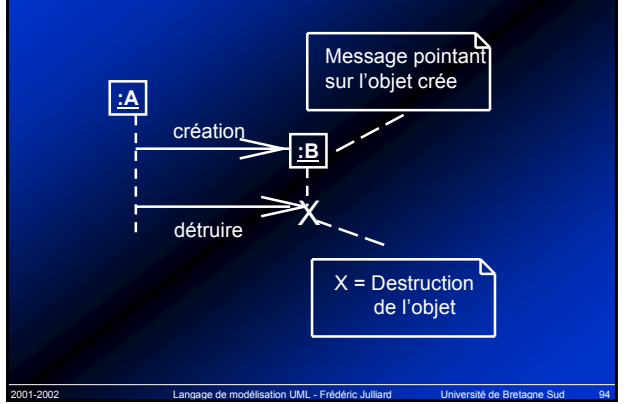 Message pointant
sur l'objet crée
:A
création
:B
détruire
X
X = Destruction
de l'objet
2001-2002 Langage de modélisation UML - Frédéric Julliard Université de Bretagne Sud 94